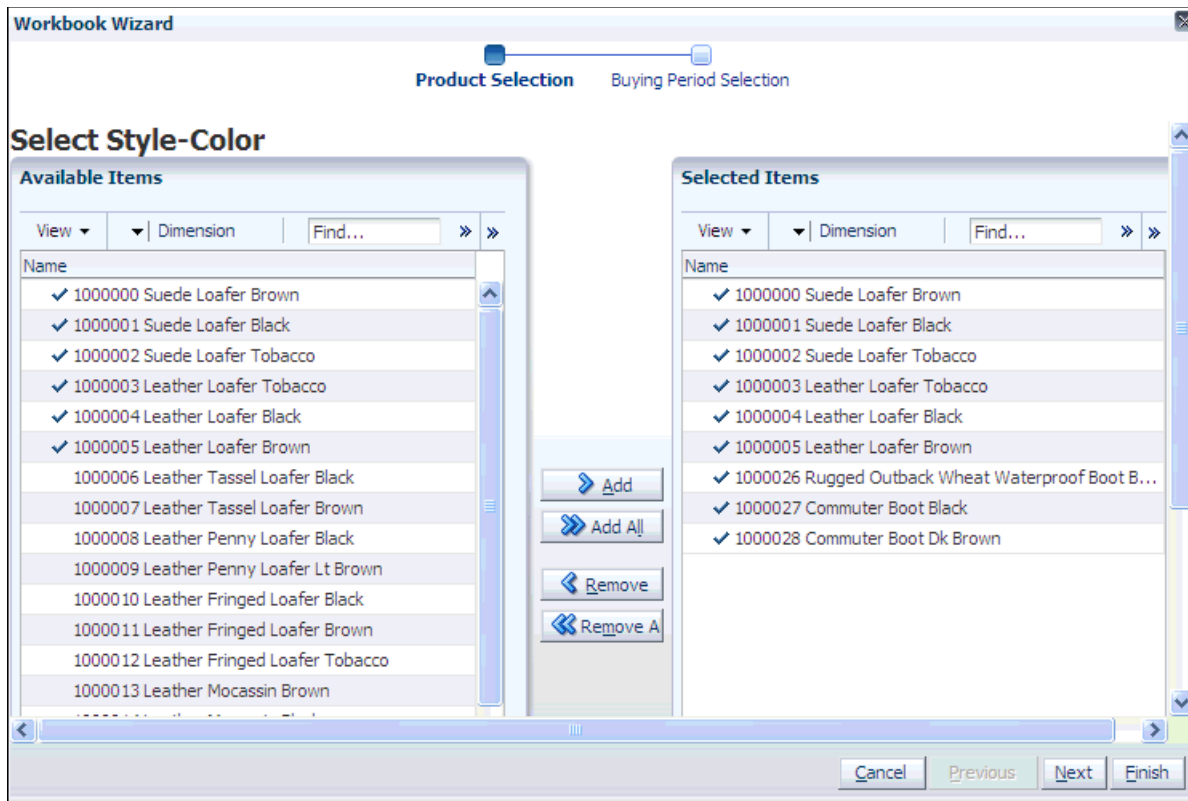 Workbook Wizard
Product Selection
Buying Period Selection
Select Style-Color
Available Items
View
Dimension
Find...
Name
1000000 Suede Loafer Brown
1000001 Suede Loafer Black
1000002 Suede Loafer Tobacco
1000003 Leather Loafer Tobacco
1000004 Leather Loafer Black
1000005 Leather Loafer Brown
1000006 Leather Tassel Loafer Black
1000007 Leather Tassel Loafer Brown
1000008 Leather Penny Loafer Black
1000009 Leather Penny Loafer Lt Brown
1000010 Leather Fringed Loafer Black
1000011 Leather Fringed Loafer Brown
1000012 Leather Fringed Loafer Tobacco
1000013 Leather Mocassin Brown
Add
Add All
Remove
Remove A
Selected Items
View
Dimension
Find...
Name
1000000 Suede Loafer Brown
1000001 Suede Loafer Black
1000002 Suede Loafer Tobacco
1000003 Leather Loafer Tobacco
1000004 Leather Loafer Black
1000005 Leather Loafer Brown
1000026 Rugged Outback Wheat Waterproof Boot B...
1000027 Commuter Boot Black
1000028 Commuter Boot Dk Brown
Cancel
Previous
Next
Finish